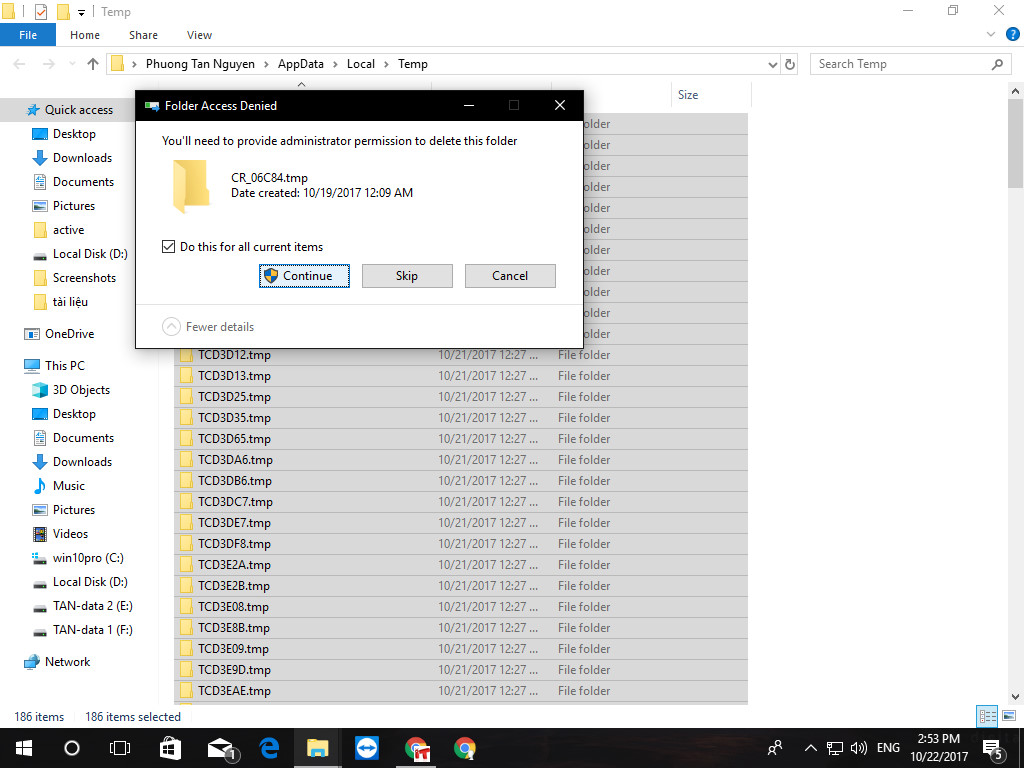 Temp
File Home Share View
Phuong Tan Nguyen > AppData > Local > Temp
Search Temp
Size
Quick access
Desktop
Downloads
Documents
Pictures
active
Local Disk (D:)
Screenshots
tài liệu
OneDrive
This PC
3D Objects
Desktop
Documents
Downloads
Music
Pictures
Videos
win10pro (C:)
Local Disk (D:)
TAN-data 2 (E:)
TAN-data 1 (F:)
Network
Folder Access Denied
You'll need to provide administrator permission to delete this folder
CR_06C84.tmp
Date created: 10/19/2017 12:09 AM
Do this for all current items
Continue Skip Cancel
Fewer details
older
older
older
older
older
older
older
older
older
older
older
TCD3D12.tmp 10/21/2017 12:27 ... File folder
TCD3D13.tmp 10/21/2017 12:27 ... File folder
TCD3D25.tmp 10/21/2017 12:27 ... File folder
TCD3D35.tmp 10/21/2017 12:27 ... File folder
TCD3D65.tmp 10/21/2017 12:27 ... File folder
TCD3DA6.tmp 10/21/2017 12:27 ... File folder
TCD3DB6.tmp 10/21/2017 12:27 ... File folder
TCD3DC7.tmp 10/21/2017 12:27 ... File folder
TCD3DE7.tmp 10/21/2017 12:27 ... File folder
TCD3DF8.tmp 10/21/2017 12:27 ... File folder
TCD3E2A.tmp 10/21/2017 12:27 ... File folder
TCD3E2B.tmp 10/21/2017 12:27 ... File folder
TCD3E08.tmp 10/21/2017 12:27 ... File folder
TCD3E8B.tmp 10/21/2017 12:27 ... File folder
TCD3E09.tmp 10/21/2017 12:27 ... File folder
TCD3E9D.tmp 10/21/2017 12:27 ... File folder
TCD3EAE.tmp 10/21/2017 12:27 ... File folder
186 items 186 items selected
1
ENG
2:53 PM
10/22/2017
5